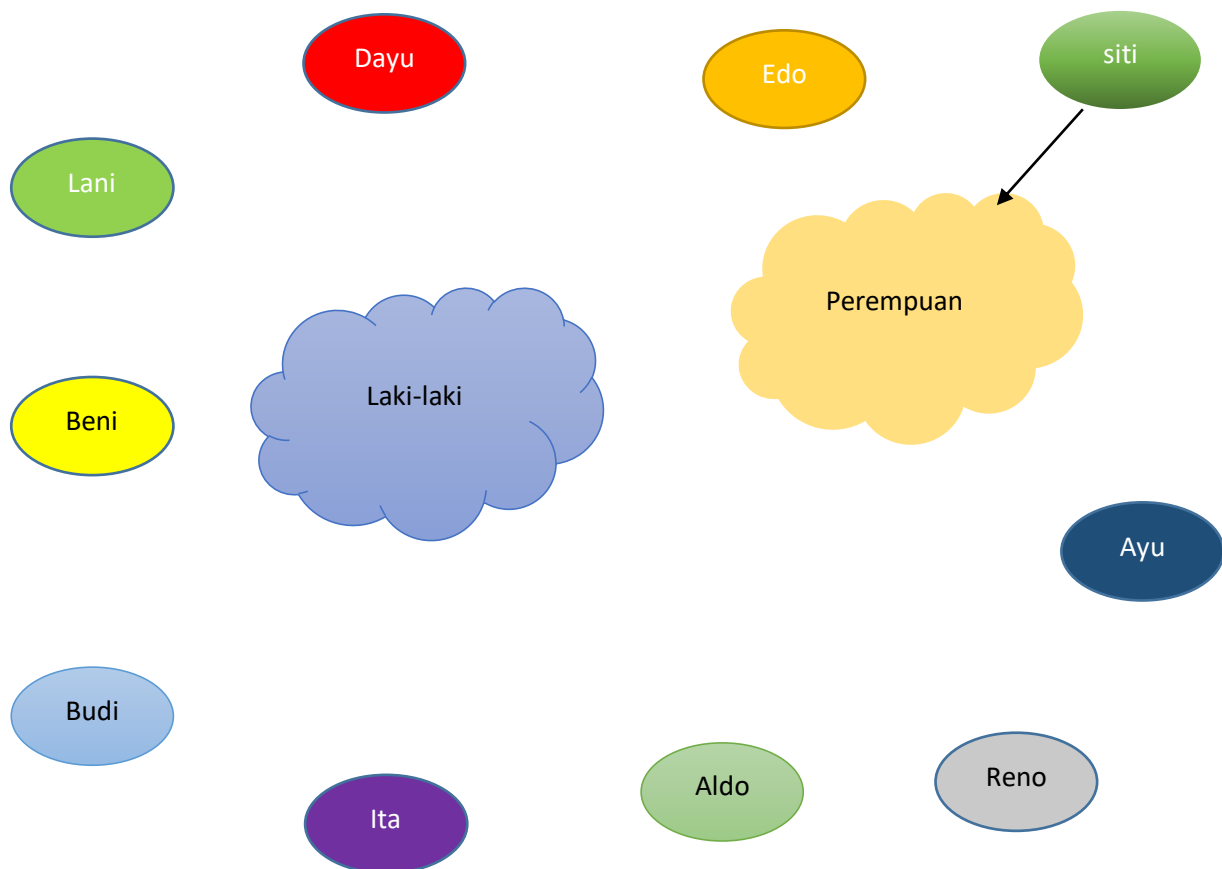 Dayu
Edo
siti
Lani
Perempuan
Laki-laki
Beni
Ayu
Budi
Aldo
Reno
Ita